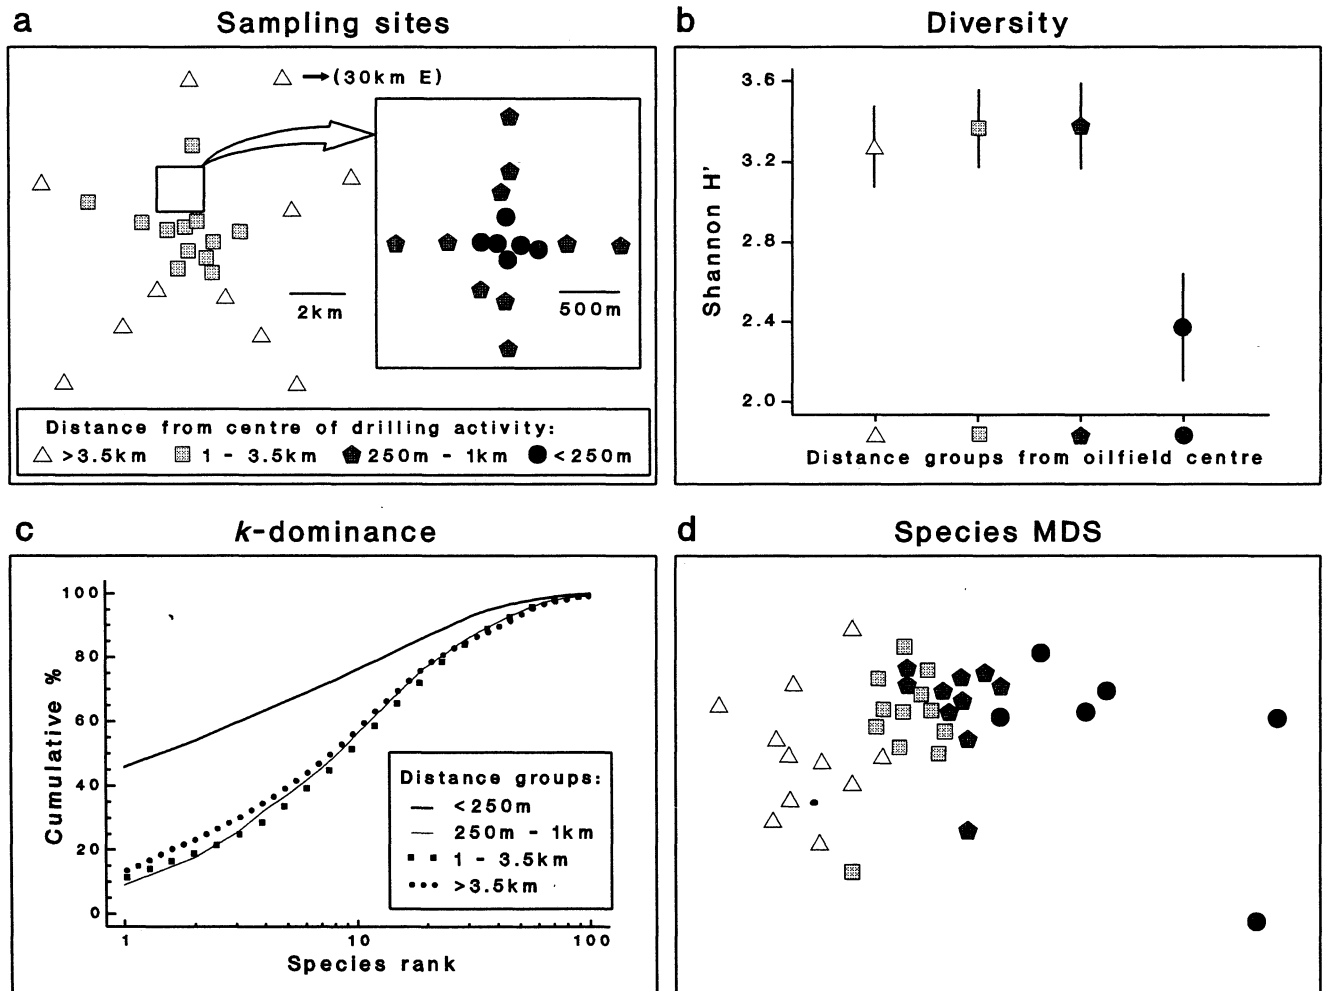 a Sampling sites
(30km E)
2km
500m
Distance from centre of drilling activity:
>3.5km 1 - 3.5km 250m - 1km <250m
b Diversity
3.6
3.2
2.8
2.4
2.0
Shannon H'
Distance groups from oilfield centre
c k-dominance
100
80
60
40
20
0
Cumulative %
1 10 100
Species rank
Distance groups:
<250m
250m - 1km
1 - 3.5km
>3.5km
d Species MDS